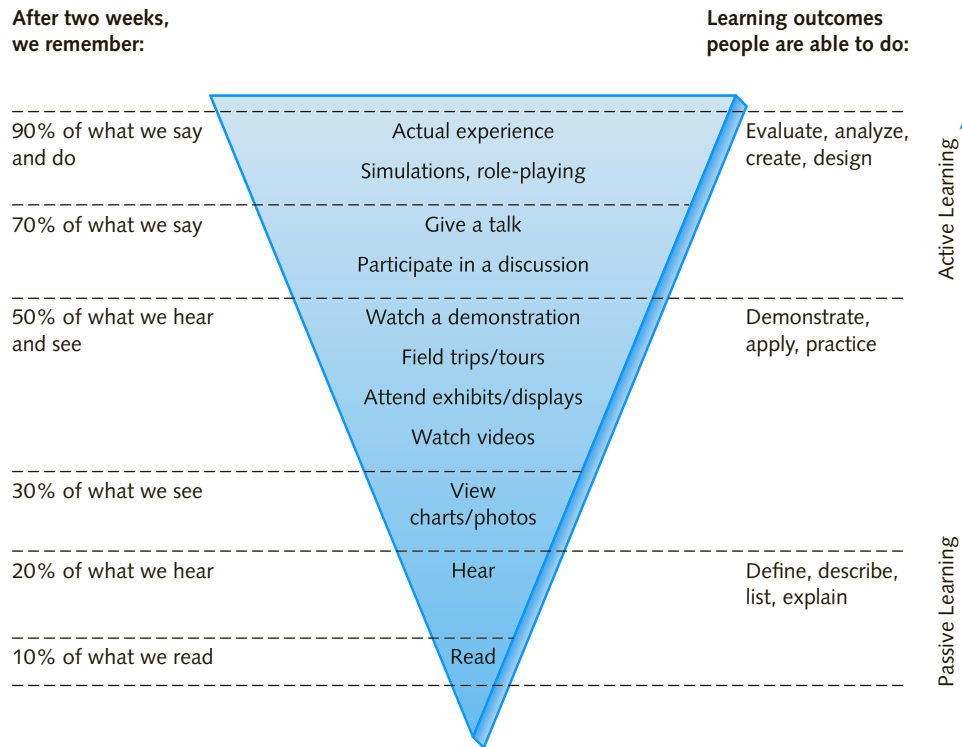 After two weeks,
we remember:
Learning outcomes
people are able to do:
90% of what we say
and do
Actual experience
Simulations, role-playing
Evaluate, analyze,
create, design
70% of what we say
Give a talk
Participate in a discussion
Active Learning
50% of what we hear
and see
Watch a demonstration
Field trips/tours
Attend exhibits/displays
Watch videos
Demonstrate,
apply, practice
30% of what we see
View
charts/photos
20% of what we hear
Hear
Define, describe,
list, explain
10% of what we read
Read
Passive Learning